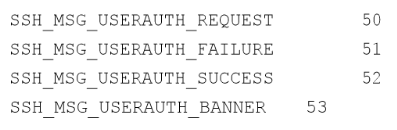 SSH_MSG_USERAUTH_REQUEST 50
SSH_MSG_USERAUTH_FAILURE 51
SSH_MSG_USERAUTH_SUCCESS 52
SSH_MSG_USERAUTH_BANNER 53